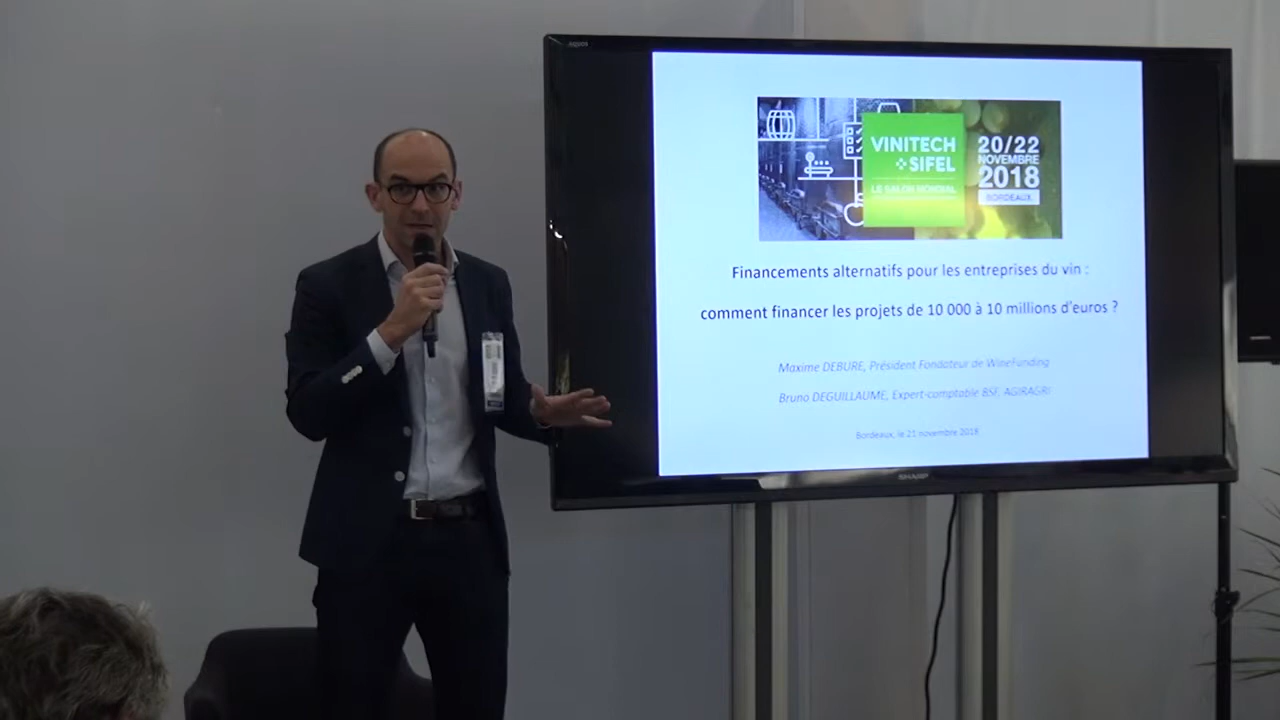 VINITECH
SIFEL
LE SALON MONDIAL
20/22
NOVEMBRE
2018
BORDEAUX
Financements alternatifs pour les entreprises du vin :
comment financer les projets de 10 000 à 10 millions d'euros ?
Maxime DEBURE, Président Fondateur de WineFunding
Bruno DEGUILLAUME, Expert-comptable BSF, AGIRAGRI
Bordeaux, le 21 novembre 2018
SHARP